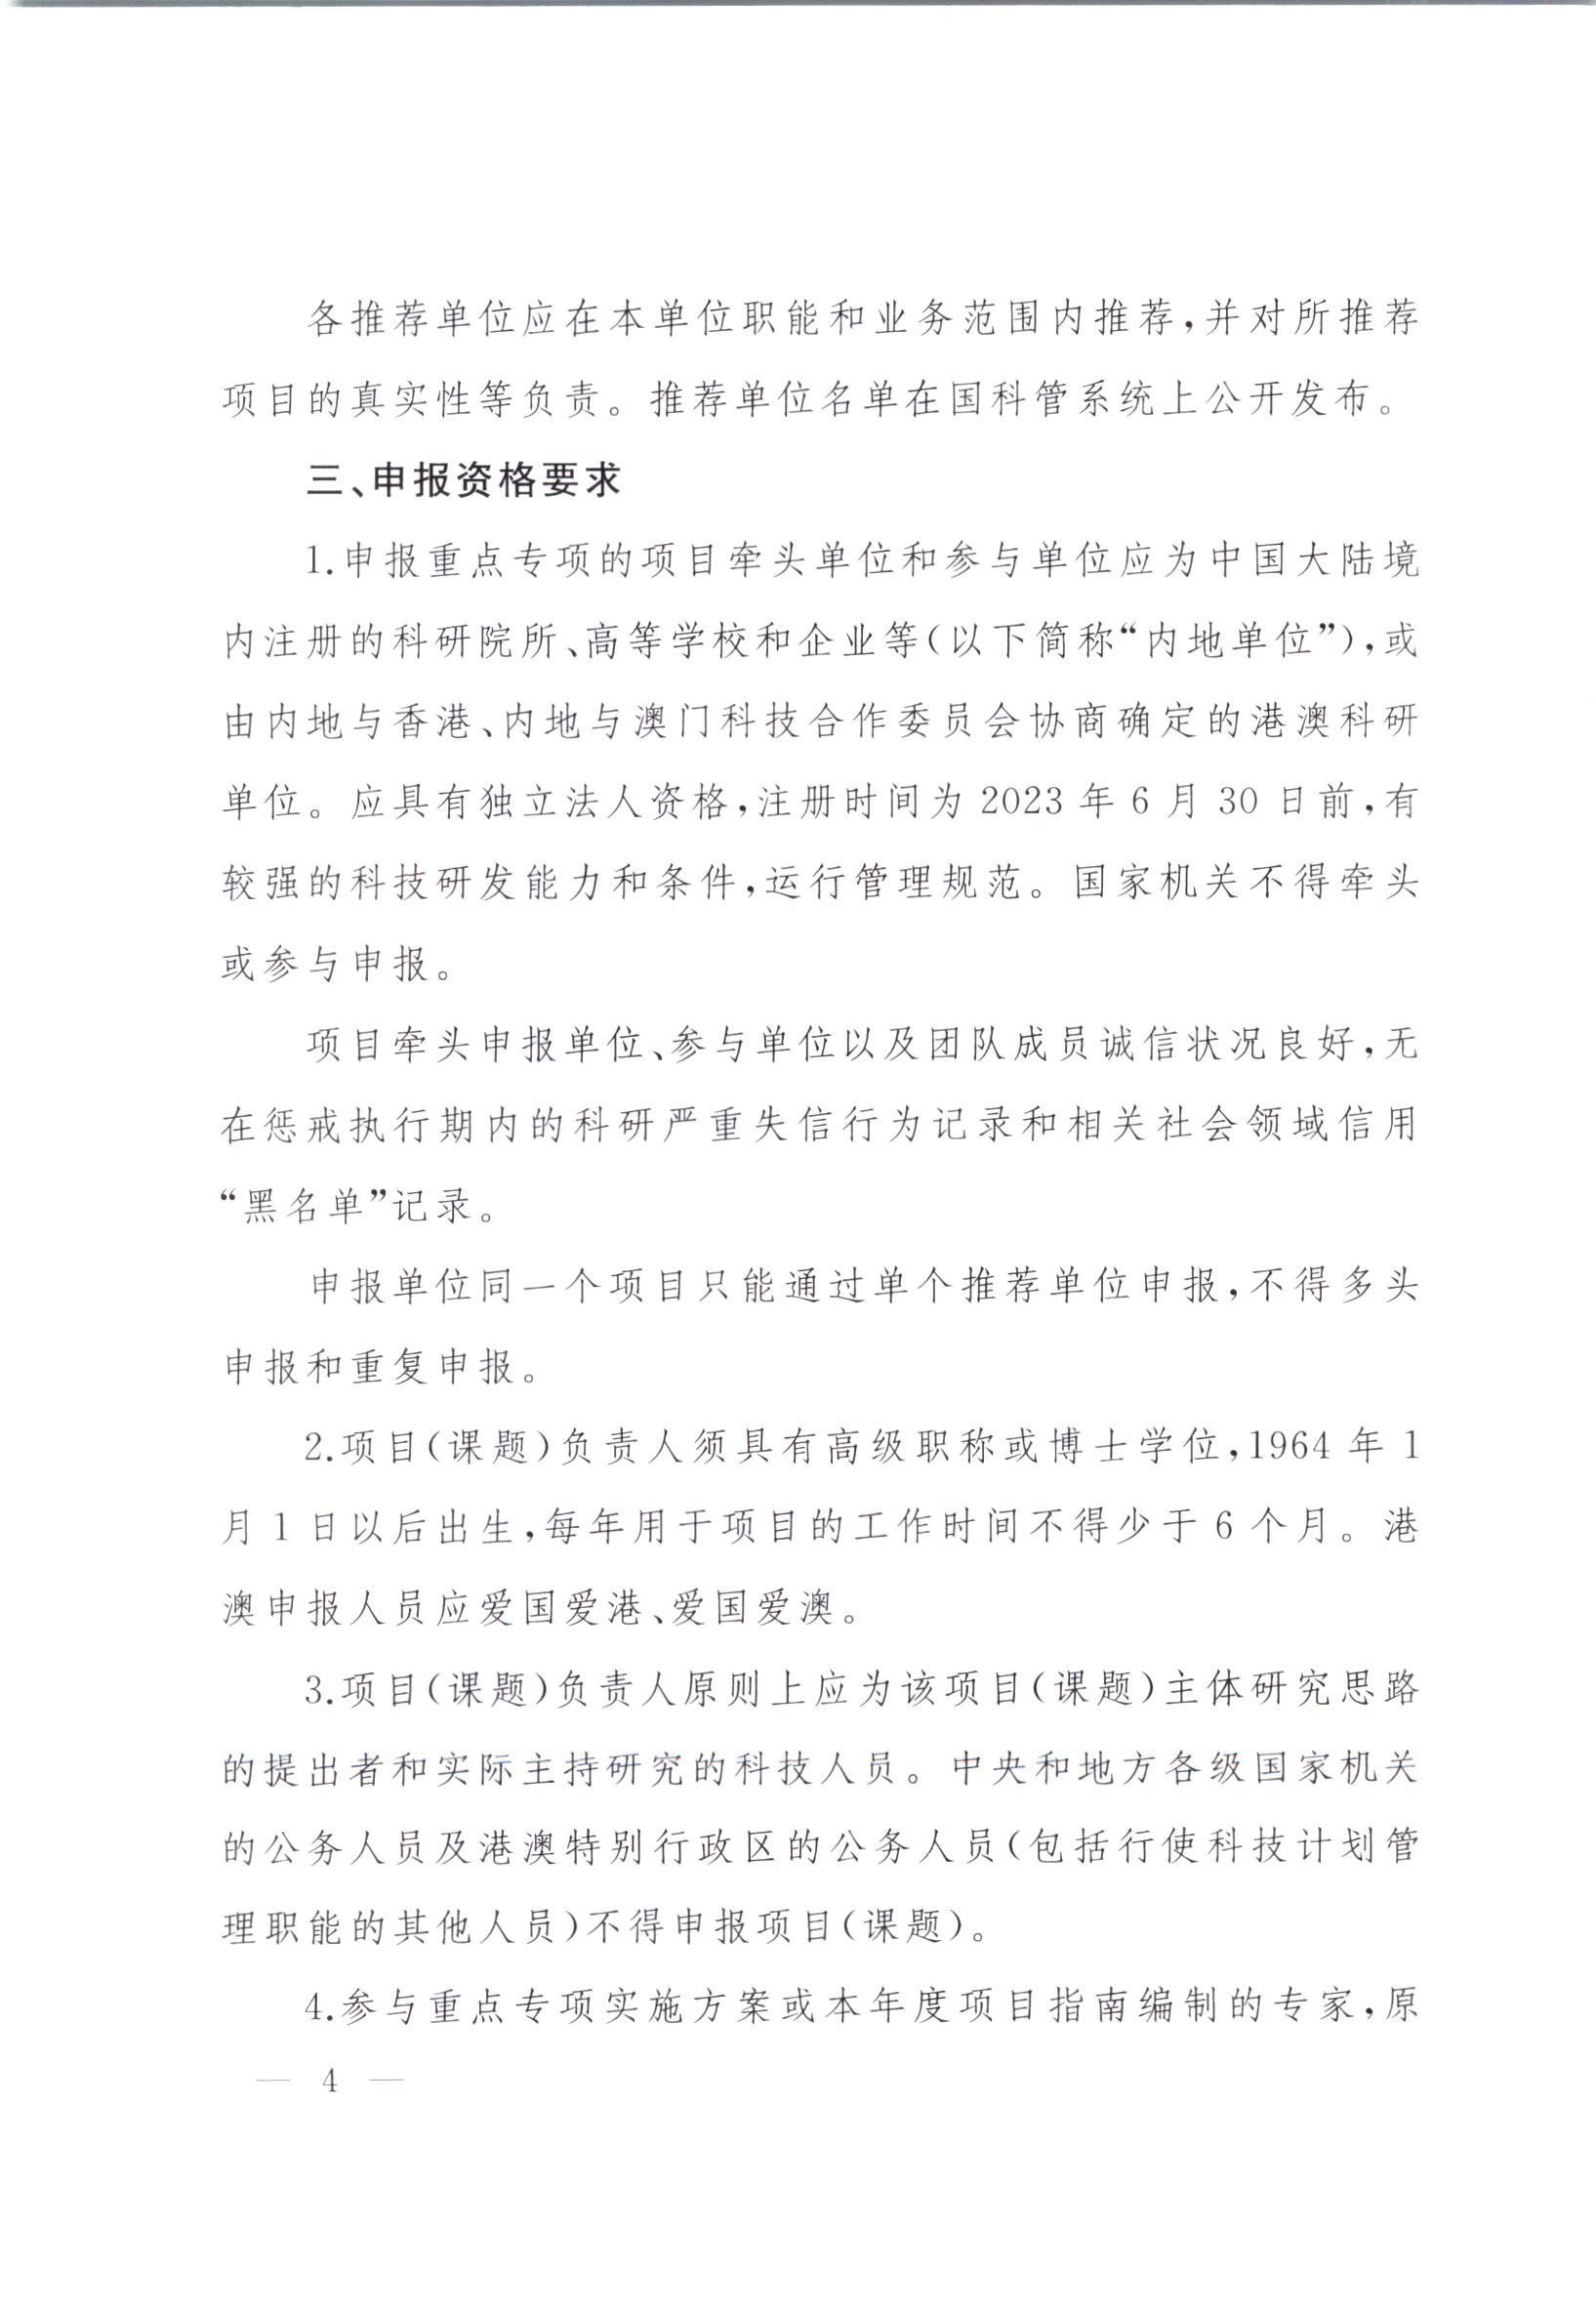 各推荐单位应在本单位职能和业务范围内推荐,并对所推荐
项目的真实性等负责。推荐单位名单在国科管系统上公开发布。
三、申报资格要求
1.申报重点专项的项目牵头单位和参与单位应为中国大陆境
内注册的科研院所、高等学校和企业等(以下简称“内地单位”),或
由内地与香港、内地与澳门科技合作委员会协商确定的港澳科研
单位。应具有独立法人资格,注册时间为 2023 年 6 月 30 日前,有
较强的科技研发能力和条件,运行管理规范。国家机关不得牵头
或参与申报。
项目牵头申报单位、参与单位以及团队成员诚信状况良好,无
在惩戒执行期内的科研严重失信行为记录和相关社会领域信用
“黑名单”记录。
申报单位同一个项目只能通过单个推荐单位申报,不得多头
申报和重复申报。
2.项目(课题)负责人须具有高级职称或博士学位,1964 年 1
月 1 日以后出生,每年用于项目的工作时间不得少于 6 个月。港
澳申报人员应爱国爱港、爱国爱澳。
3.项目(课题)负责人原则上应为该项目(课题)主体研究思路
的提出者和实际主持研究的科技人员。中央和地方各级国家机关
的公务人员及港澳特别行政区的公务人员(包括行使科技计划管
理职能的其他人员)不得申报项目(课题)。
4.参与重点专项实施方案或本年度项目指南编制的专家,原
— 4 —